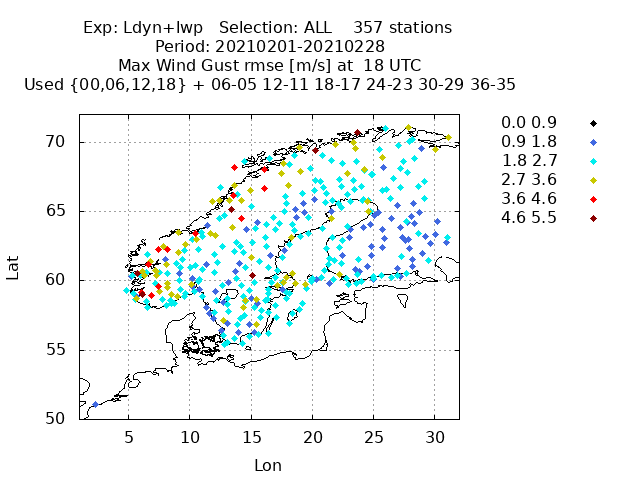 Exp: Ldyn+lwp Selection: ALL 357 stations
Period: 20210201-20210228
Max Wind Gust rmse [m/s] at 18 UTC
Used {00,06,12,18} + 06-05 12-11 18-17 24-23 30-29 36-35
0.0 0.9
0.9 1.8
1.8 2.7
2.7 3.6
3.6 4.6
4.6 5.5
70
65
60
55
50
Lat
5 10 15 20 25 30
Lon